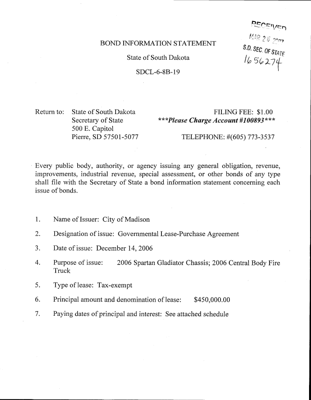 RECEIVED
MAR 26
S.D. SEC OF STATE
1656274
BOND INFORMATION STATEMENT
State of South Dakota
SDCL-6-8B-19
Return to: State of South Dakota FILING FEE: $1.00
Secretary of State ***Please Charge Account #100893***
500 E. Capitol
Pierre, SD 57501-5077 TELEPHONE: #(605) 773-3537
Every public body, authority, or agency issuing any general obligation, revenue,
improvements, industrial revenue, special assessment, or other bonds of any type
shall file with the Secretary of State a bond information statement concerning each
issue of bonds.
1. Name of Issuer: City of Madison
2. Designation of issue: Governmental Lease-Purchase Agreement
3. Date of issue: December 14, 2006
4. Purpose of issue: 2006 Spartan Gladiator Chassis; 2006 Central Body Fire
Truck
5. Type of lease: Tax-exempt
6. Principal amount and denomination of lease: $450,000.00
7. Paying dates of principal and interest: See attached schedule